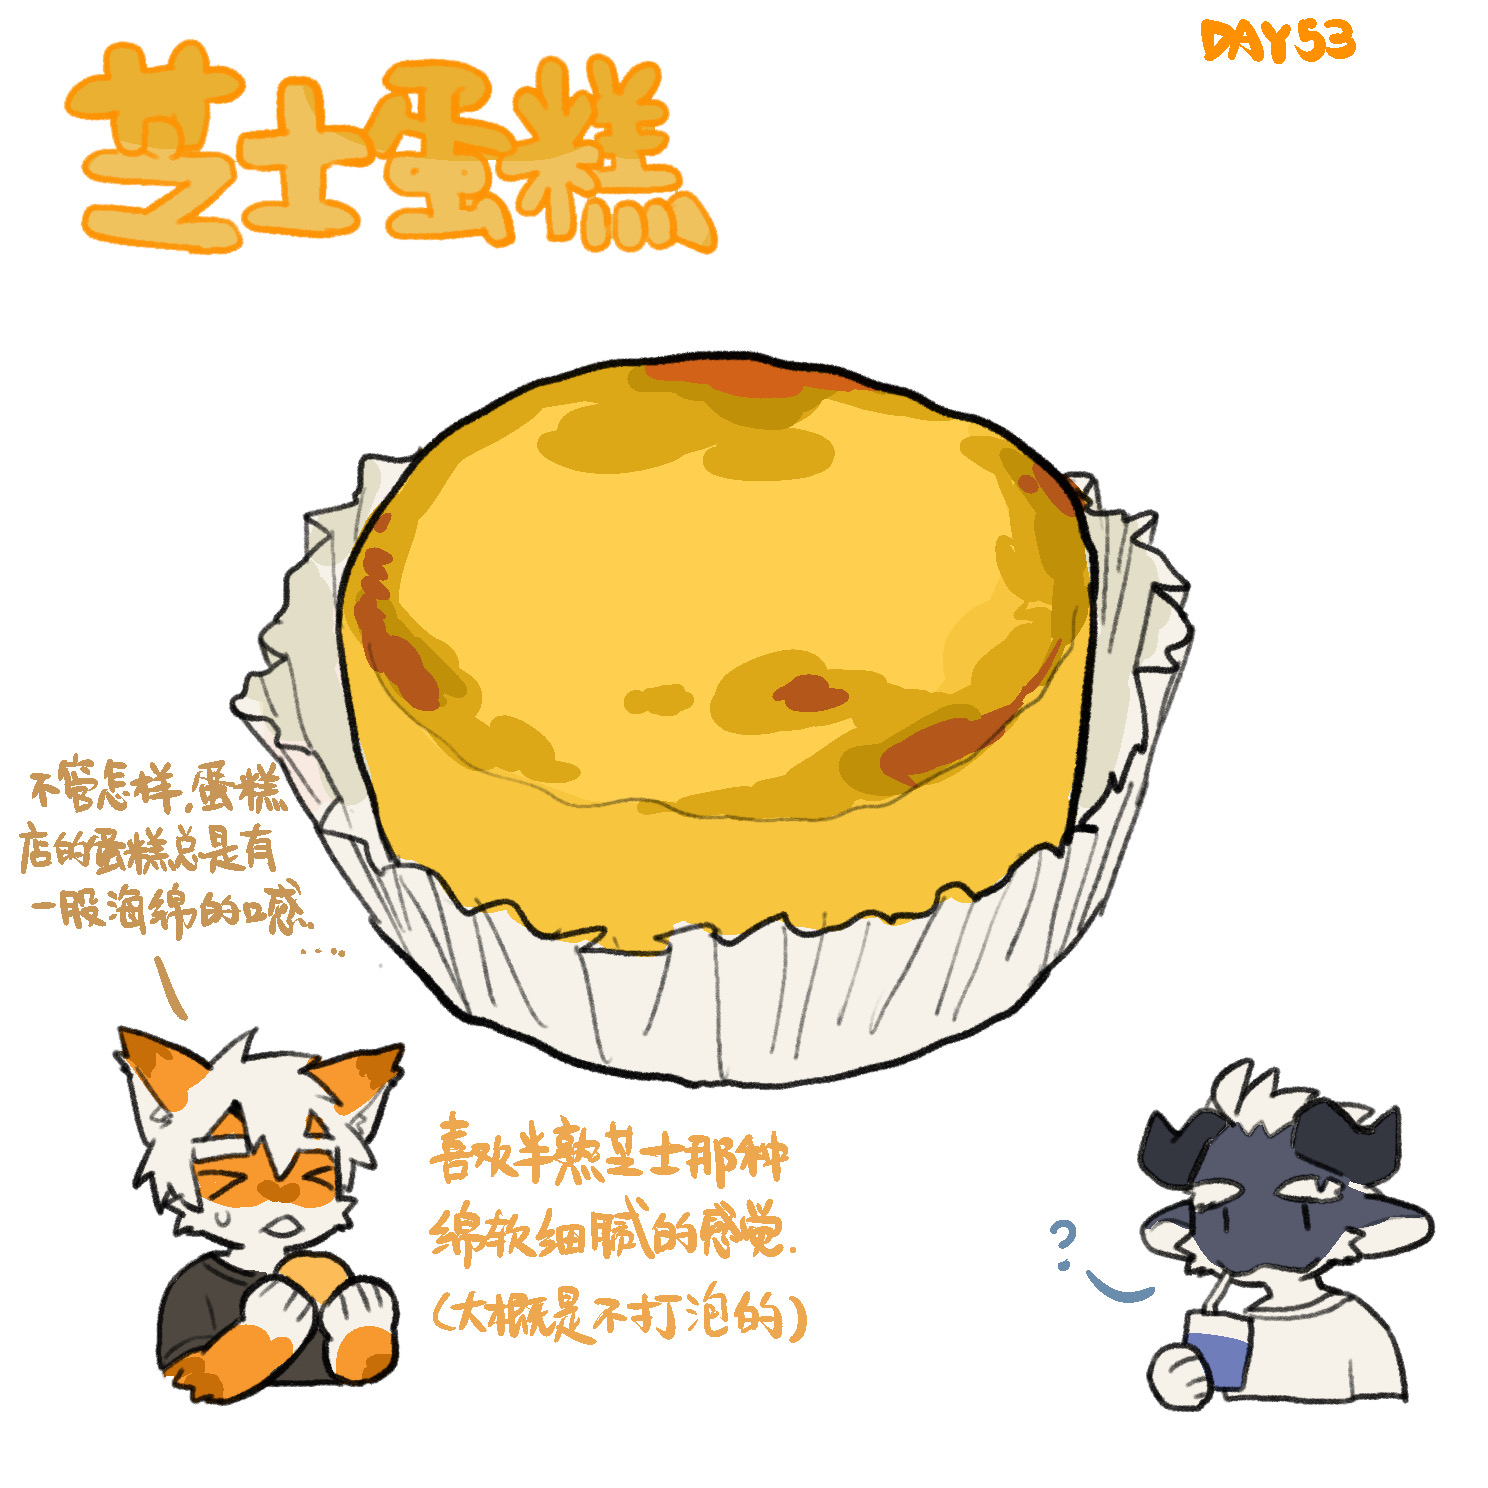 DAY53
芝士蛋糕
不管怎样,蛋糕
店的蛋糕总是有
一股海绵的口感.
.....
喜欢半熟芝士那种
绵软细腻的感觉.
(大概是不打泡的)
?